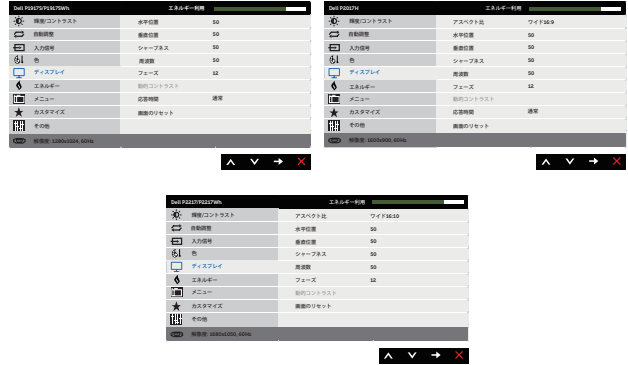 Dell P1917S/P1917SWh エネルギー利用
輝度/コントラスト 水平位置 50
自動調整 垂直位置 50
入力信号 シャープネス 50
色 周波数 50
ディスプレイ フェーズ 12
エネルギー 動的コントラスト
メニュー 応答時間 通常
カスタマイズ 画面のリセット
その他
解像度: 1280x1024, 60Hz
Dell P2017H エネルギー利用
輝度/コントラスト アスペクト比 ワイド16:9
自動調整 水平位置 50
入力信号 垂直位置 50
色 シャープネス 50
ディスプレイ 周波数 50
エネルギー フェーズ 12
メニュー 動的コントラスト
カスタマイズ 応答時間 通常
その他 画面のリセット
解像度: 1600x900, 60Hz
Dell P2217/P2217Wh エネルギー利用
輝度/コントラスト アスペクト比 ワイド16:10
自動調整 水平位置 50
入力信号 垂直位置 50
色 シャープネス 50
ディスプレイ 周波数 50
エネルギー フェーズ 12
メニュー 動的コントラスト
カスタマイズ 画面のリセット
その他
解像度: 1680x1050, 60Hz